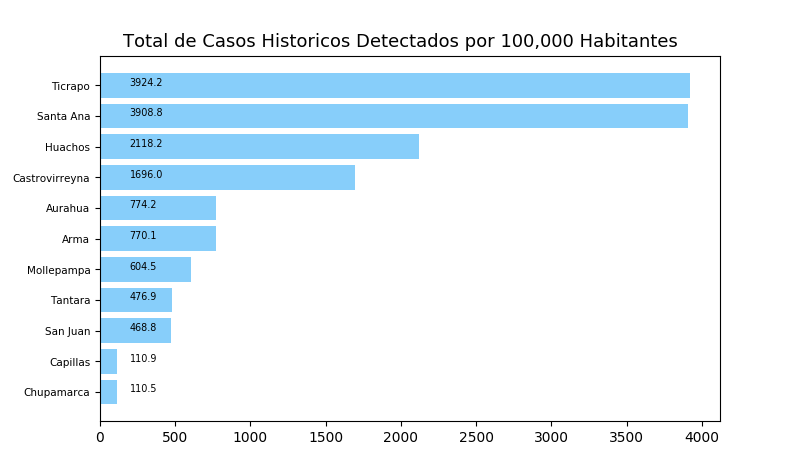 Total de Casos Historicos Detectados por 100,000 Habitantes
Ticrapo 3924.2
Santa Ana 3908.8
Huachos 2118.2
Castrovirreyna 1696.0
Aurahua 774.2
Arma 770.1
Mollepampa 604.5
Tantara 476.9
San Juan 468.8
Capillas 110.9
Chupamarca 110.5
0 500 1000 1500 2000 2500 3000 3500 4000